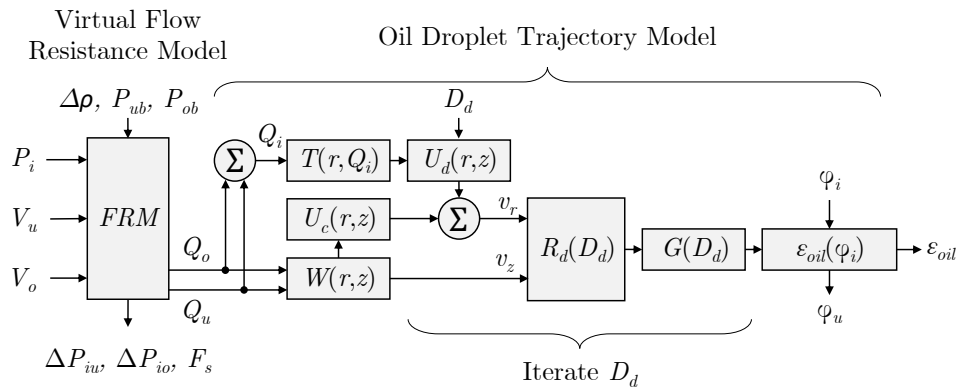 Virtual Flow
Resistance Model
Oil Droplet Trajectory Model
Δρ, P_ub, P_ob
D_d
P_i
V_u
V_o
FRM
Q_o
Q_u
Σ
Q_i
T(r,Q_i)
U_d(r,z)
U_c(r,z)
Σ
W(r,z)
v_r
v_z
R_d(D_d)
G(D_d)
φ_i
ε_oil(φ_i)
ε_oil
φ_u
ΔP_iu, ΔP_io, F_s
Iterate D_d